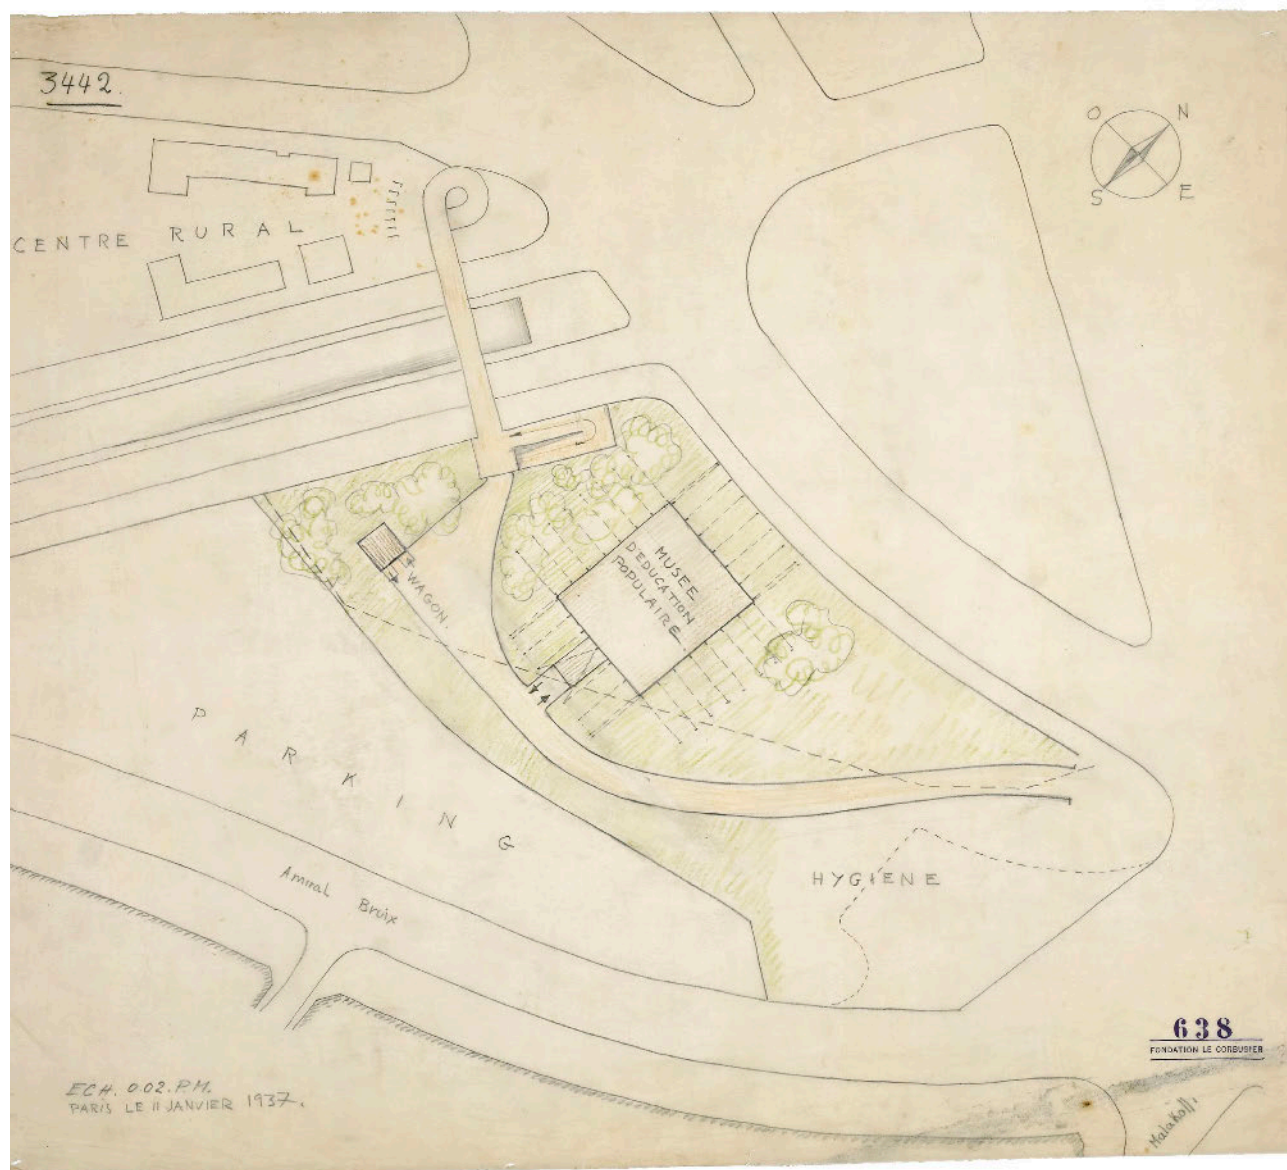 3442.
O N
S E
CENTRE RURAL
MUSEE
D'EDUCATION
POPULAIRE
WAGON.
PARKING
HYGIÈNE
Amiral Bruix
638
FONDATION LE CORBUSIER
ECH. 0 02. P.M.
PARIS LE 11 JANVIER 1937.
Malakoff.